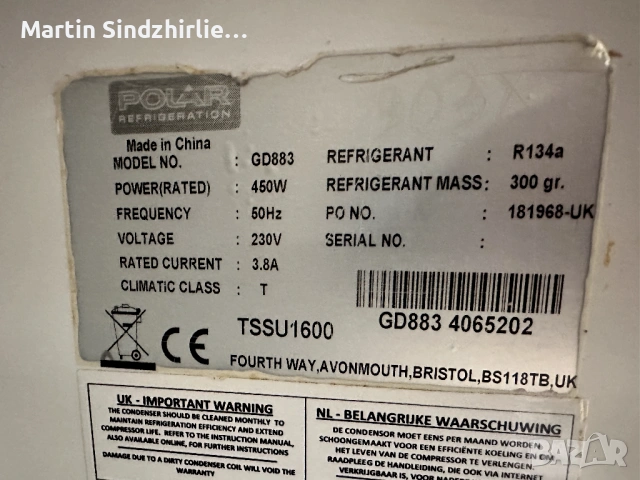 Martin Sindzhirlie...
POLAR
REFRIGERATION
Made in China
MODEL NO. : GD883
POWER(RATED) : 450W
FREQUENCY : 50Hz
VOLTAGE : 230V
RATED CURRENT : 3.8A
CLIMATIC CLASS : T
REFRIGERANT : R134a
REFRIGERANT MASS: 300 gr.
PO NO. : 181968-UK
SERIAL NO. :
TSSU1600
GD883 4065202
CE
FOURTH WAY,AVONMOUTH,BRISTOL,BS118TB,UK
UK - IMPORTANT WARNING
THE CONDENSER SHOULD BE CLEANED MONTHLY TO
MAINTAIN REFRIGERATION EFFICIENCY AND EXTEND
COMPRESSOR LIFE. REFER TO THE INSTRUCTION MANUAL,
ALSO AVAILABLE ONLINE, FOR FURTHER INSTRUCTIONS
DAMAGE DUE TO A DIRTY CONDENSER COIL WILL VOID THE
WARRANTY
NL - BELANGRIJKE WAARSCHUWING
DE CONDENSOR MOET EENS PER MAAND WORDEN
SCHOONGEMAAKT VOOR EEN EFFICIËNTE KOELING EN OM
HET LEVEN VAN DE COMPRESSOR TE VERLENGEN.
RAADPLEEG DE HANDLEIDING, DIE OOK VIA INTERNET
VERKRIJGBAAR IS, VOOR NADERE
BAZAR